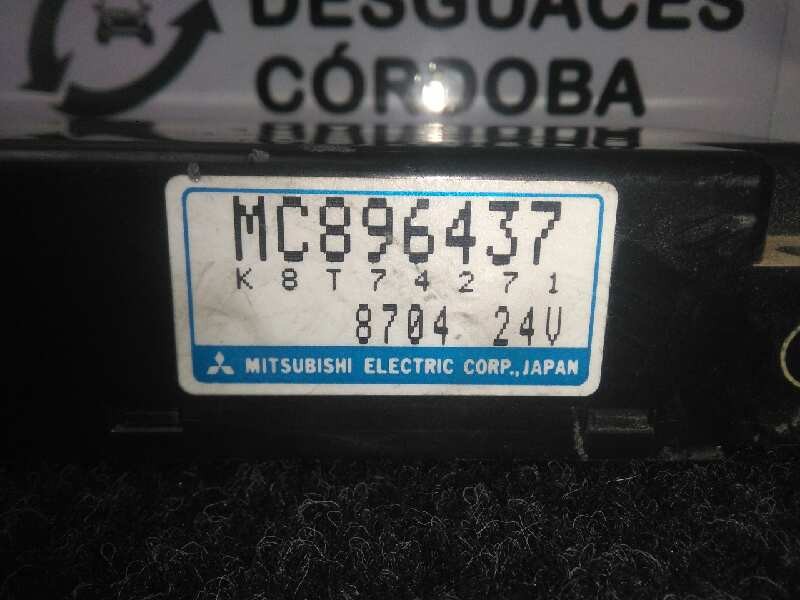 DESGUACES
CÓRDOBA
MC896437
K8T74271
8704 24V
MITSUBISHI ELECTRIC CORP., JAPAN